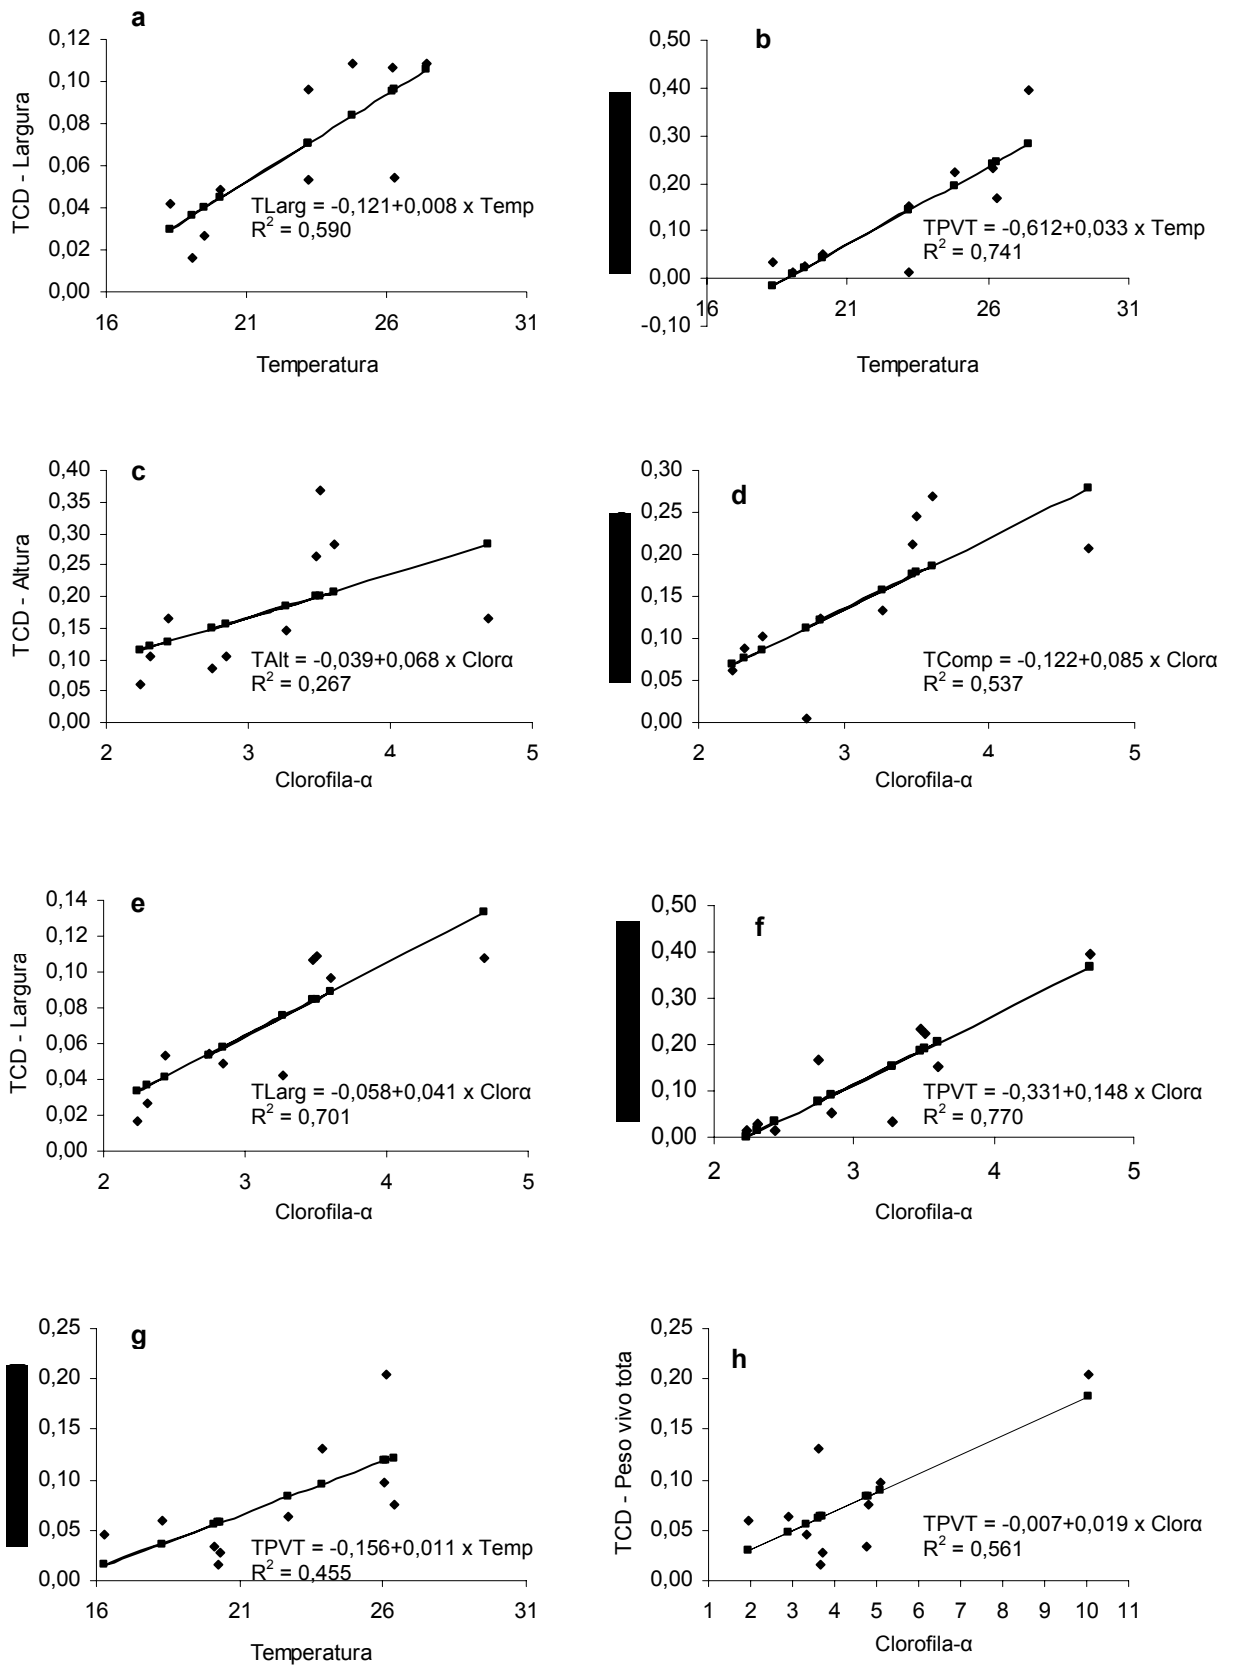 a
0,12
0,10
0,08
0,06
0,04
0,02
0,00
TCD - Largura
TLarg = -0,121+0,008 x Temp
R² = 0,590
16 21 26 31
Temperatura
b
0,50
0,40
0,30
0,20
0,10
0,00
-0,10
TPVT = -0,612+0,033 x Temp
R² = 0,741
16 21 26 31
Temperatura
c
0,40
0,35
0,30
0,25
0,20
0,15
0,10
0,05
0,00
TCD - Altura
TAlt = -0,039+0,068 x Clorα
R² = 0,267
2 3 4 5
Clorofila-α
d
0,30
0,25
0,20
0,15
0,10
0,05
0,00
TComp = -0,122+0,085 x Clorα
R² = 0,537
2 3 4 5
Clorofila-α
e
0,14
0,12
0,10
0,08
0,06
0,04
0,02
0,00
TCD - Largura
TLarg = -0,058+0,041 x Clorα
R² = 0,701
2 3 4 5
Clorofila-α
f
0,50
0,40
0,30
0,20
0,10
0,00
TPVT = -0,331+0,148 x Clorα
R² = 0,770
2 3 4 5
Clorofila-α
g
0,25
0,20
0,15
0,10
0,05
0,00
TPVT = -0,156+0,011 x Temp
R² = 0,455
16 21 26 31
Temperatura
h
0,25
0,20
0,15
0,10
0,05
0,00
TCD - Peso vivo tota
TPVT = -0,007+0,019 x Clorα
R² = 0,561
1 2 3 4 5 6 7 8 9 10 11
Clorofila-α